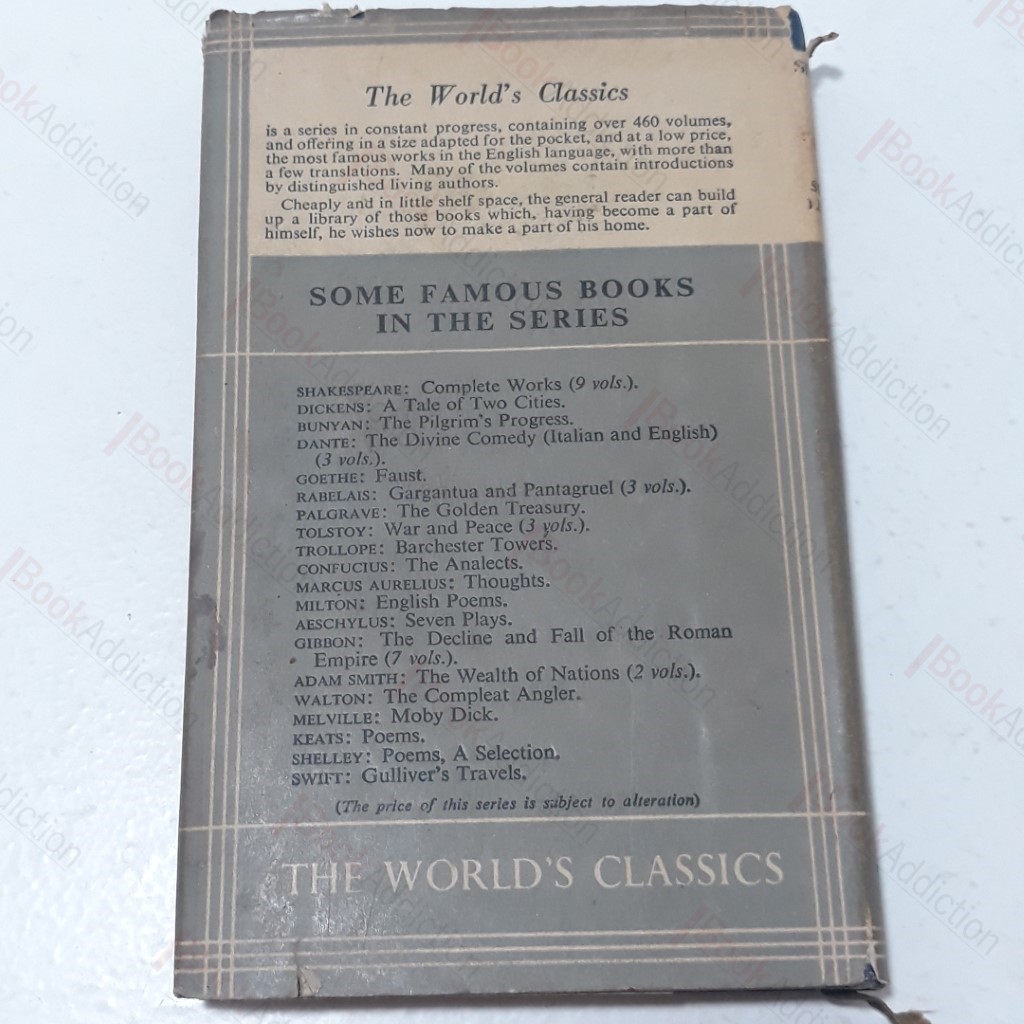 The World's Classics
is a series in constant progress, containing over 460 volumes,
and offering in a size adapted for the pocket, and at a low price,
the most famous works in the English language, with more than
a few translations. Many of the volumes contain introductions
by distinguished living authors.
Cheaply and in little shelf space, the general reader can build
up a library of those books which, having become a part of
himself, he wishes now to make a part of his home.
SOME FAMOUS BOOKS
IN THE SERIES
SHAKESPEARE: Complete Works (9 vols.).
DICKENS: A Tale of Two Cities.
BUNYAN: The Pilgrim's Progress.
DANTE: The Divine Comedy (Italian and English)
(3 vols.).
GOETHE: Faust.
RABELAIS: Gargantua and Pantagruel (3 vols.).
PALGRAVE: The Golden Treasury.
TOLSTOY: War and Peace (3 vols.).
TROLLOPE: Barchester Towers.
CONFUCIUS: The Analects.
MARCUS AURELIUS: Thoughts.
MILTON: English Poems.
AESCHYLUS: Seven Plays.
GIBBON: The Decline and Fall of the Roman
Empire (7 vols.).
ADAM SMITH: The Wealth of Nations (2 vols.).
WALTON: The Compleat Angler.
MELVILLE: Moby Dick.
KEATS: Poems.
SHELLEY: Poems, A Selection.
SWIFT: Gulliver's Travels.
(The price of this series is subject to alteration)
THE WORLD'S CLASSICS
BookAddiction